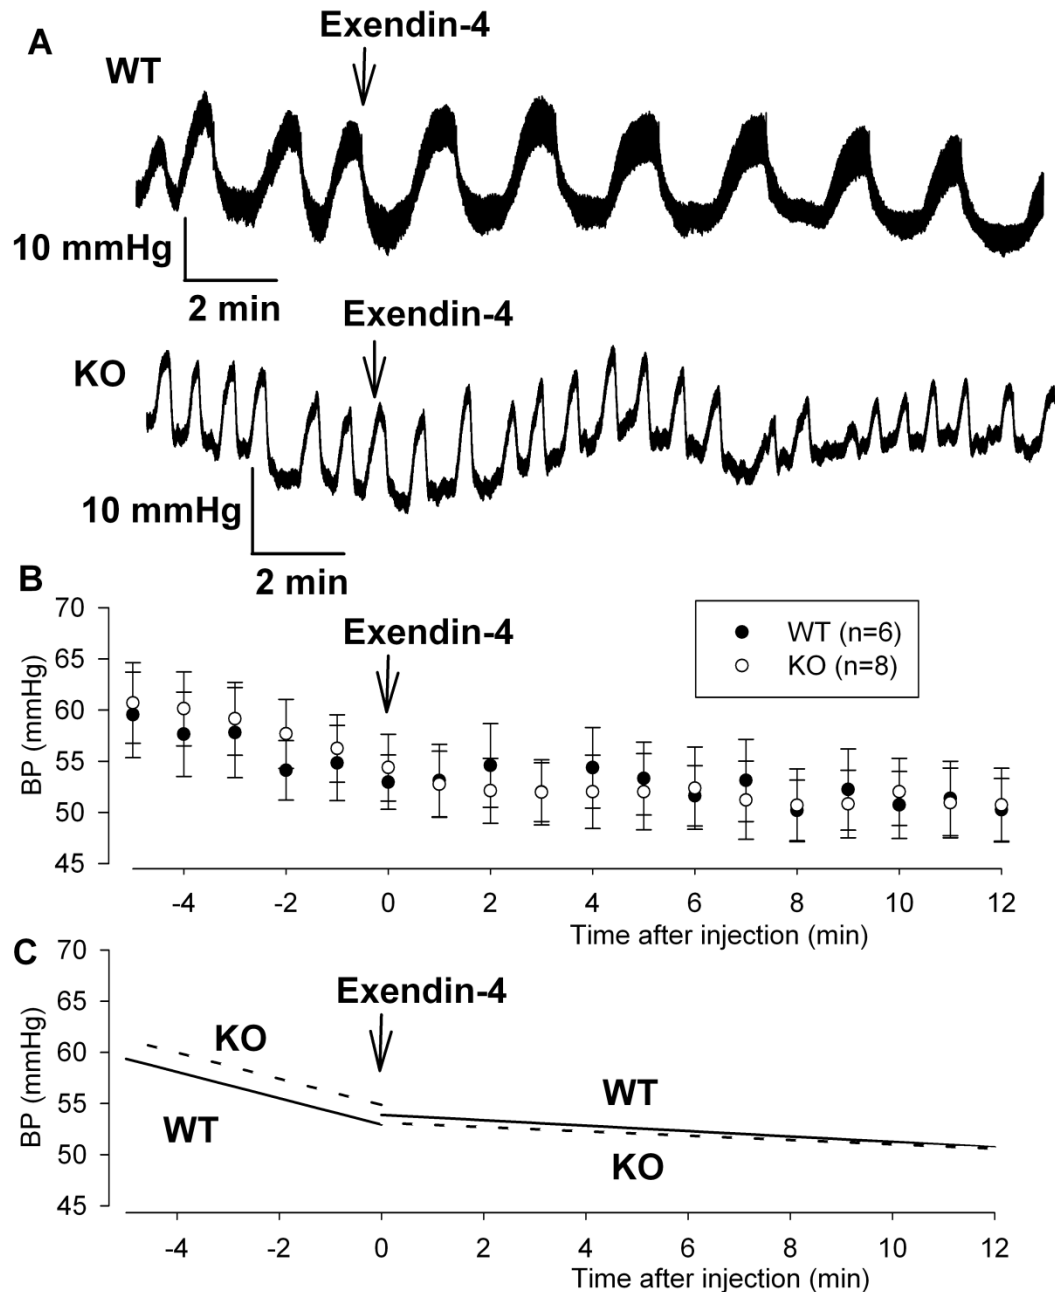 A
Exendin-4
WT
10 mmHg
2 min
Exendin-4
KO
10 mmHg
2 min
B
70
65
60
55
50
45
BP (mmHg)
Exendin-4
WT (n=6)
KO (n=8)
-4 -2 0 2 4 6 8 10 12
Time after injection (min)
C
70
65
60
55
50
45
BP (mmHg)
Exendin-4
KO
WT
WT
KO
-4 -2 0 2 4 6 8 10 12
Time after injection (min)